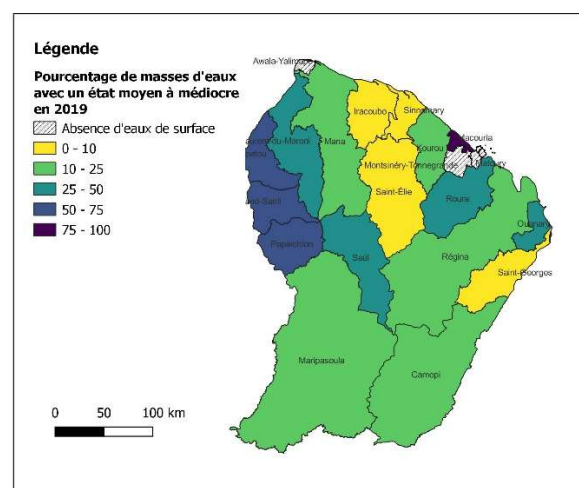 Légende
Pourcentage de masses d'eaux
avec un état moyen à médiocre
en 2019
Absence d'eaux de surface
0 - 10
10 - 25
25 - 50
50 - 75
75 - 100
0 50 100 km
Awala-Yalimapo
Iracoubo
Sinnamary
Mana
Kourou
Macouria
Montsinéry-Tonnegrande
Matoury
Saint-Élie
Roura
Ouanary
Papaichton
Saül
Régina
Saint-Georges
Maripasoula
Camopi